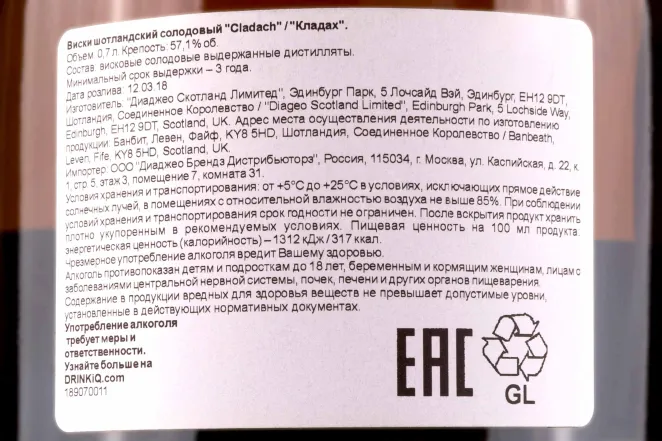 Виски шотландский солодовый "Cladach" / "Кладах".
Объем 0,7 л. Крепость: 57,1% об.
Состав: висковые солодовые выдержанные дистилляты.
Минимальный срок выдержки – 3 года.
Дата розлива: 12.03.18
Изготовитель: "Диаджео Скотланд Лимитед", Эдинбург Парк, 5 Лочсайд Вэй, Эдинбург, EH12 9DT,
Шотландия, Соединенное Королевство / "Diageo Scotland Limited", Edinburgh Park, 5 Lochside Way,
Edinburgh, EH12 9DT, Scotland, UK. Адрес места осуществления деятельности по изготовлению
продукции: Банбит, Левен, Файф, KY8 5HD, Шотландия, Соединенное Королевство / Banbeath,
Leven, Fife, KY8 5HD, Scotland, UK.
Импортер: ООО "Диаджео Брендз Дистрибьюторз", Россия, 115034, г. Москва, ул. Каспийская, д. 22, к.
1, стр. 5, этаж 3, помещение 7, комната 31.
Условия хранения и транспортирования: от +5°C до +25°C в условиях, исключающих прямое действие
солнечных лучей, в помещениях с относительной влажностью воздуха не выше 85%. При соблюдении
условий хранения и транспортирования срок годности не ограничен. После вскрытия продукт хранить
плотно укупоренным в рекомендуемых условиях. Пищевая ценность на 100 мл продукта:
энергетическая ценность (калорийность) – 1312 кДж / 317 ккал.
Чрезмерное употребление алкоголя вредит Вашему здоровью.
Алкоголь противопоказан детям и подросткам до 18 лет, беременным и кормящим женщинам, лицам с
заболеваниями центральной нервной системы, почек, печени и других органов пищеварения.
Содержание в продукции вредных для здоровья веществ не превышает допустимые уровни,
установленные в действующих нормативных документах.
Употребление алкоголя
требует меры и
ответственности.
Узнайте больше на
DRINKiQ.com
189070011
EAC
GL